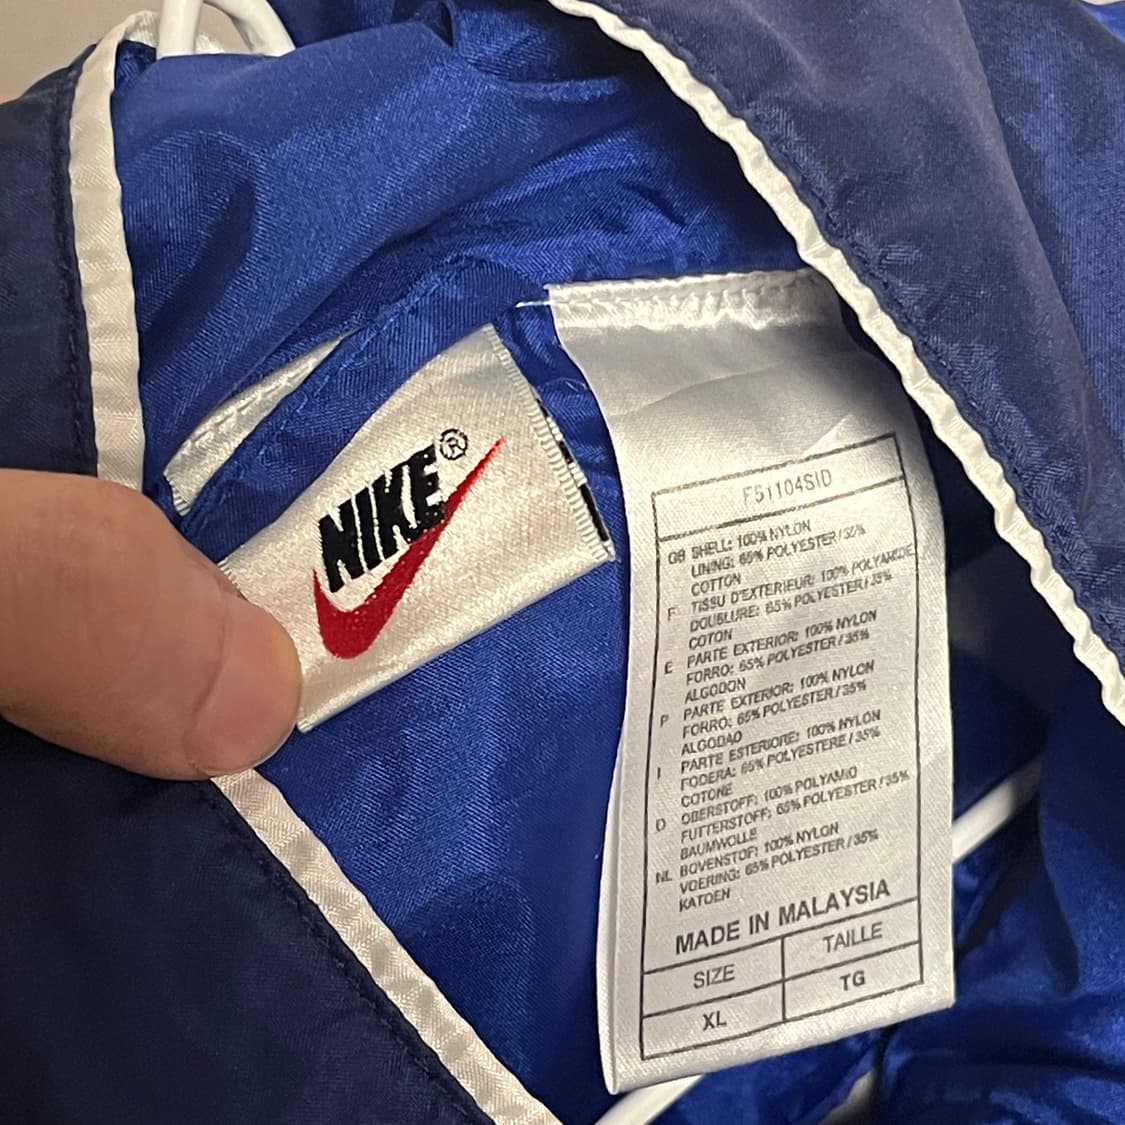 NIKE®
FS1104SID
GB SHELL: 100% NYLON
LINING: 65% POLYESTER / 35%
COTTON
F TISSU D'EXTERIEUR: 100% POLYAMIDE
DOUBLURE: 65% POLYESTER / 35%
COTON
E PARTE EXTERIOR: 100% NYLON
FORRO: 65% POLYESTER / 35%
ALGODON
P PARTE EXTERIOR: 100% NYLON
FORRO: 65% POLYESTER / 35%
ALGODAO
I PARTE ESTERIORE: 100% NYLON
FODERA: 65% POLYESTERE / 35%
COTONE
D OBERSTOFF: 100% POLYAMID
FUTTERSTOFF: 65% POLYESTER / 35%
BAUMWOLLE
NL BOVENSTOF: 100% NYLON
VOERING: 65% POLYESTER / 35%
KATOEN
MADE IN MALAYSIA
SIZE TAILLE
XL TG